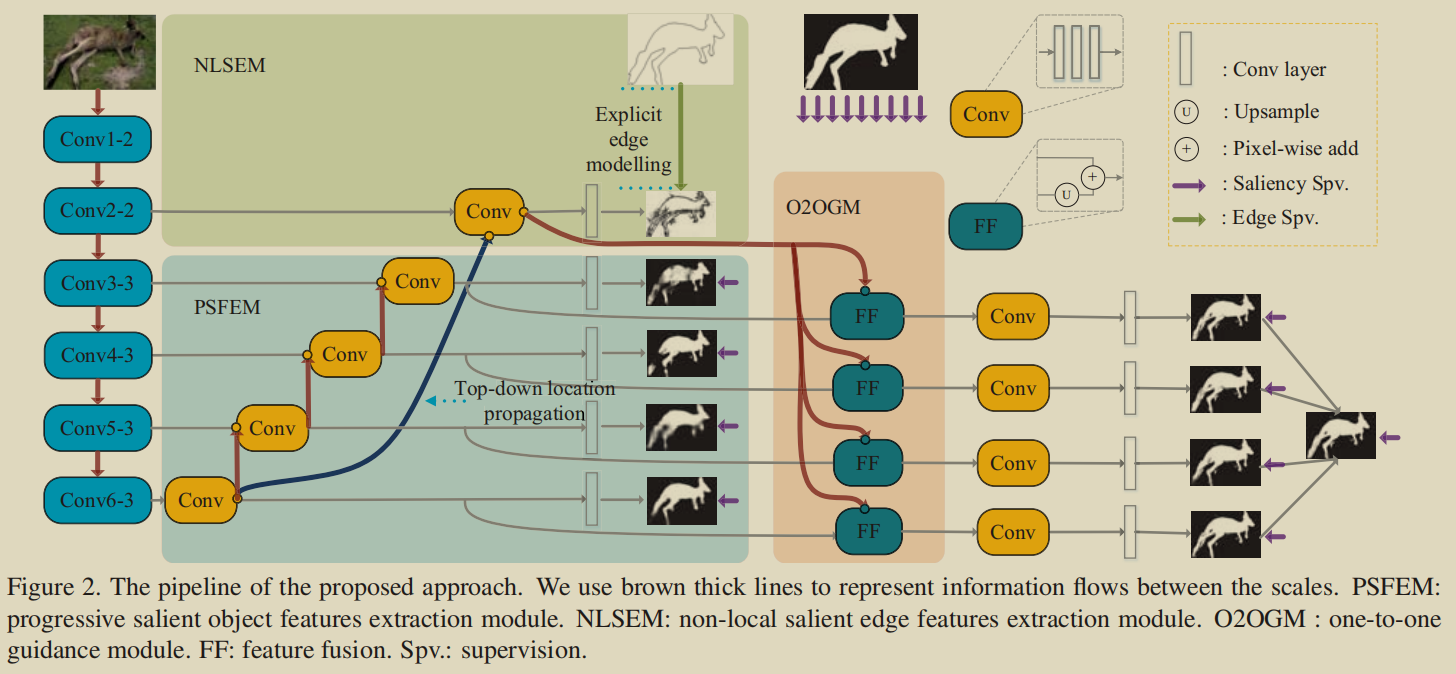 NLSEM
Explicit
edge
modelling
Conv1-2
Conv2-2
Conv3-3
Conv4-3
Conv5-3
Conv6-3
Conv
PSFEM
Conv
Conv
Conv
Conv
Top-down location
propagation
O2OGM
FF
FF
FF
FF
Conv
Conv
Conv
Conv
Conv
FF
U
+
: Conv layer
U : Upsample
+ : Pixel-wise add
: Saliency Spv.
: Edge Spv.
Figure 2. The pipeline of the proposed approach. We use brown thick lines to represent information flows between the scales. PSFEM:
progressive salient object features extraction module. NLSEM: non-local salient edge features extraction module. O2OGM : one-to-one
guidance module. FF: feature fusion. Spv.: supervision.